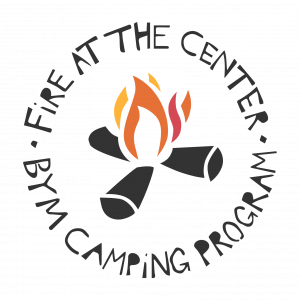 FiRE AT THE CENTER
BYM CAMPiNG PROGRAM